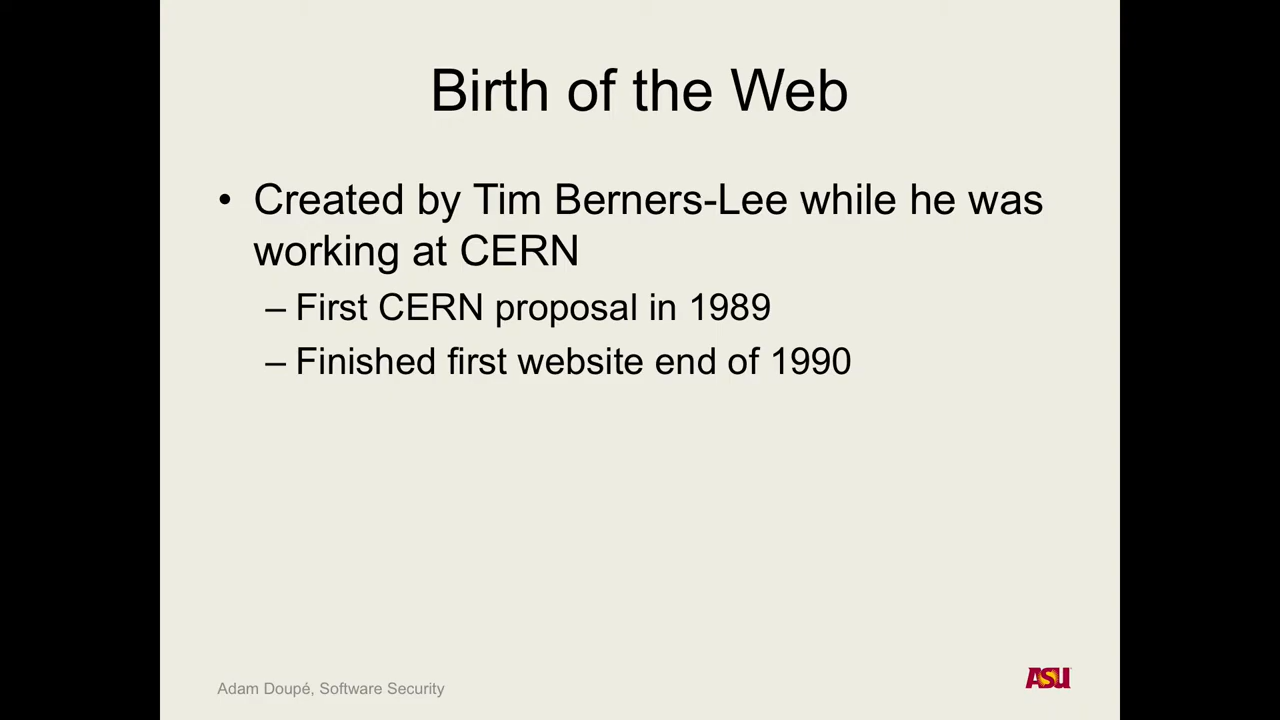 Birth of the Web
• Created by Tim Berners-Lee while he was
working at CERN
– First CERN proposal in 1989
– Finished first website end of 1990
Adam Doupé, Software Security
ASU